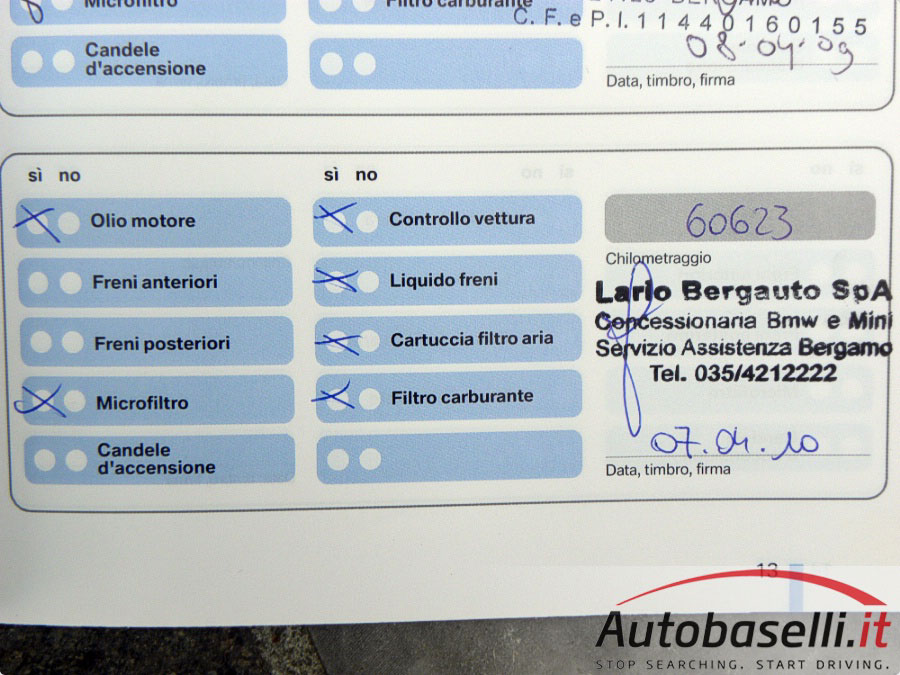 Microfiltro
Filtro carburante
C. F. e P. I. 11440160155
Candele
d'accensione
08.04.09
Data, timbro, firma
sì no
sì no
Olio motore
Controllo vettura
60623
Chilometraggio
Freni anteriori
Liquido freni
Lario Bergauto SpA
Concessionaria Bmw e Mini
Servizio Assistenza Bergamo
Tel. 035/4212222
Freni posteriori
Cartuccia filtro aria
Microfiltro
Filtro carburante
Candele
d'accensione
07.04.10
Data, timbro, firma
13
Autobaselli.it
STOP SEARCHING. START DRIVING.